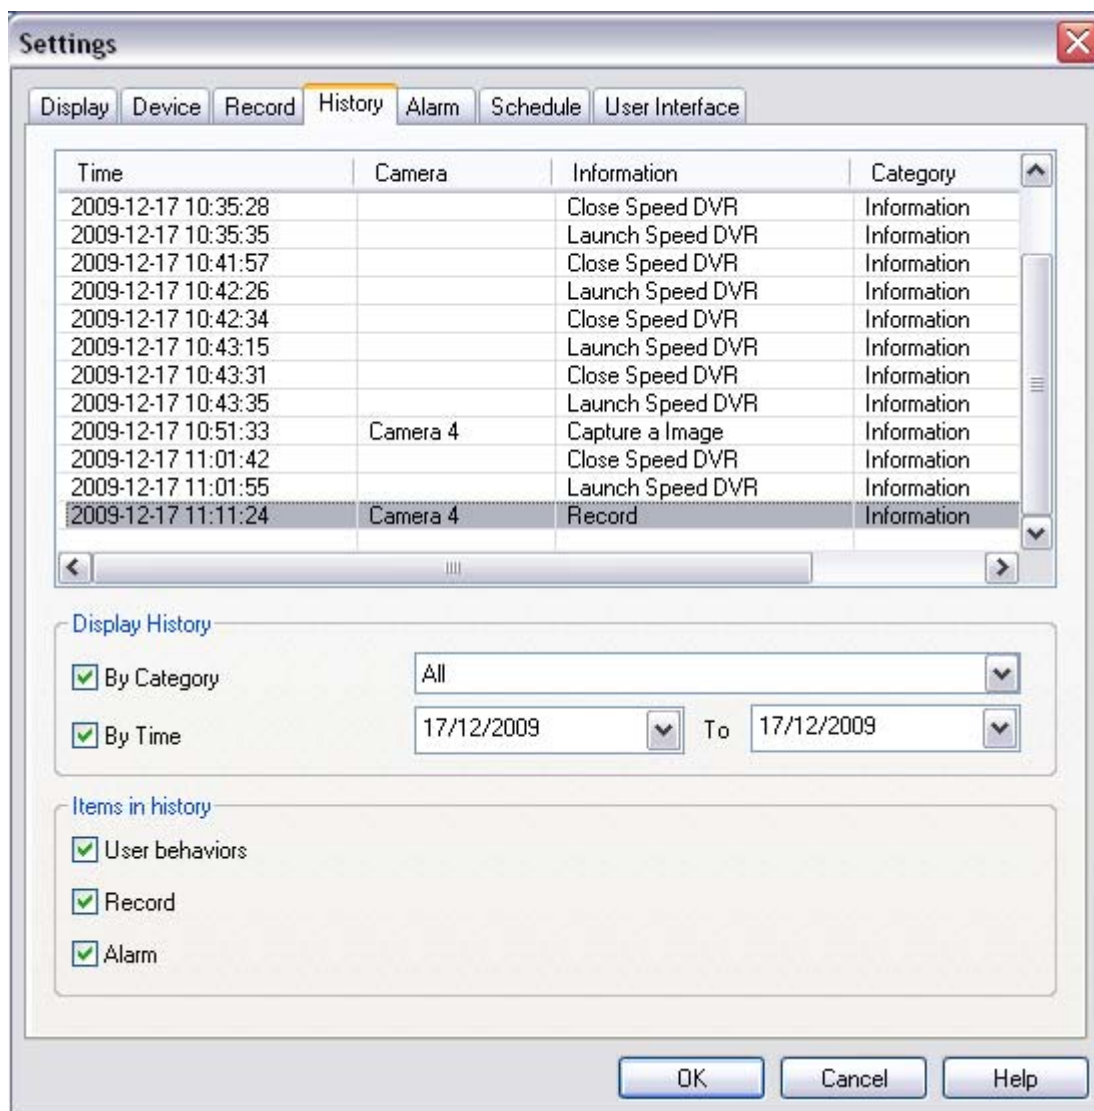 Settings
Display Device Record History Alarm Schedule User Interface
Time Camera Information Category
2009-12-17 10:35:28 Close Speed DVR Information
2009-12-17 10:35:35 Launch Speed DVR Information
2009-12-17 10:41:57 Close Speed DVR Information
2009-12-17 10:42:26 Launch Speed DVR Information
2009-12-17 10:42:34 Close Speed DVR Information
2009-12-17 10:43:15 Launch Speed DVR Information
2009-12-17 10:43:31 Close Speed DVR Information
2009-12-17 10:43:35 Launch Speed DVR Information
2009-12-17 10:51:33 Camera 4 Capture a Image Information
2009-12-17 11:01:42 Close Speed DVR Information
2009-12-17 11:01:55 Launch Speed DVR Information
2009-12-17 11:11:24 Camera 4 Record Information
Display History
By Category All
By Time 17/12/2009 To 17/12/2009
Items in history
User behaviors
Record
Alarm
OK Cancel Help